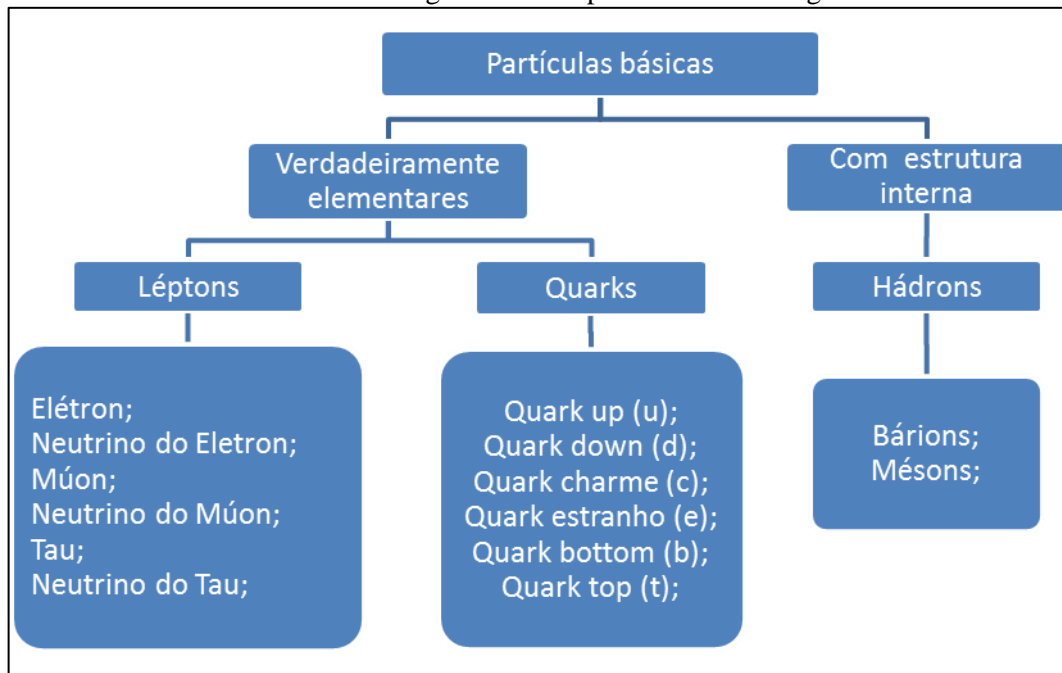 Partículas básicas
Verdadeiramente
elementares
Com estrutura
interna
Léptons
Quarks
Hádrons
Elétron;
Neutrino do Eletron;
Múon;
Neutrino do Múon;
Tau;
Neutrino do Tau;
Quark up (u);
Quark down (d);
Quark charme (c);
Quark estranho (e);
Quark bottom (b);
Quark top (t);
Bárions;
Mésons;